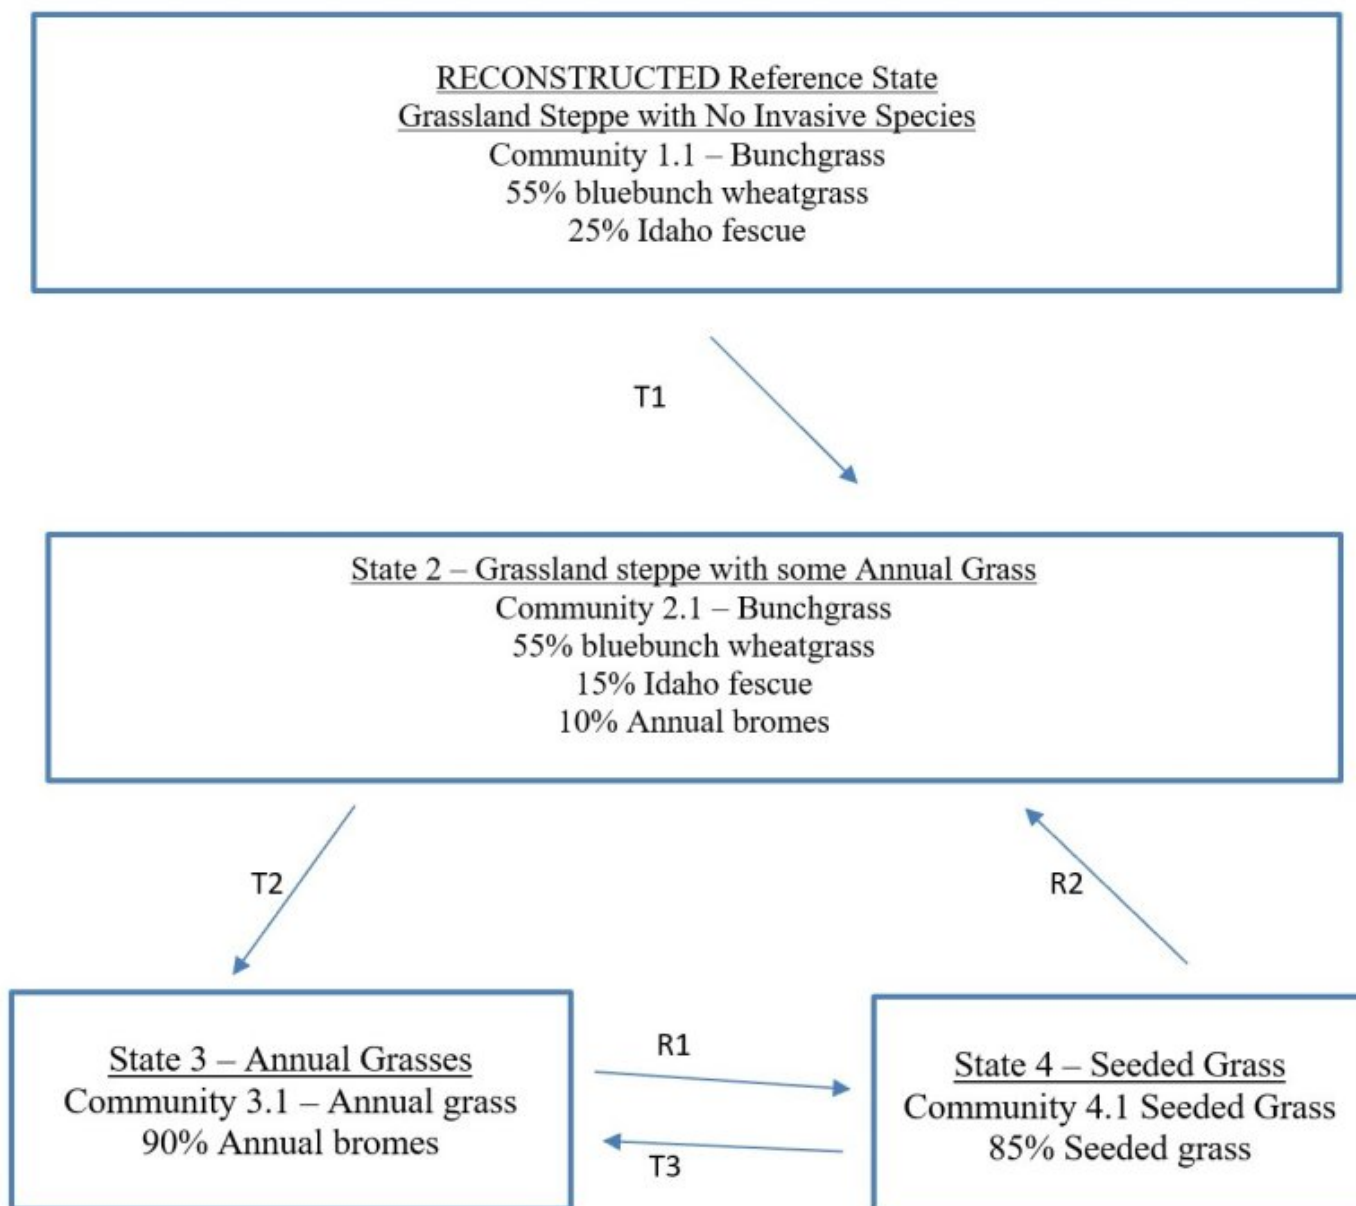 RECONSTRUCTED Reference State
Grassland Steppe with No Invasive Species
Community 1.1 – Bunchgrass
55% bluebunch wheatgrass
25% Idaho fescue
T1
State 2 – Grassland steppe with some Annual Grass
Community 2.1 – Bunchgrass
55% bluebunch wheatgrass
15% Idaho fescue
10% Annual bromes
T2
R2
State 3 – Annual Grasses
Community 3.1 – Annual grass
90% Annual bromes
R1
T3
State 4 – Seeded Grass
Community 4.1 Seeded Grass
85% Seeded grass